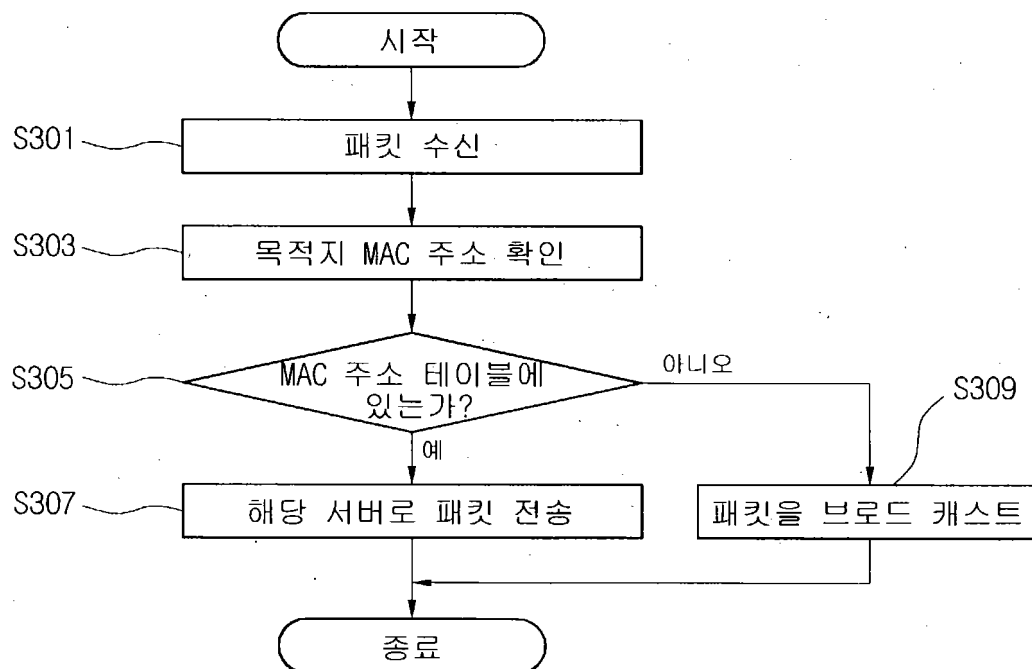 시작
S301
패킷 수신
S303
목적지 MAC 주소 확인
S305
MAC 주소 테이블에
있는가?
아니오
예
S309
S307
해당 서버로 패킷 전송
패킷을 브로드 캐스트
종료